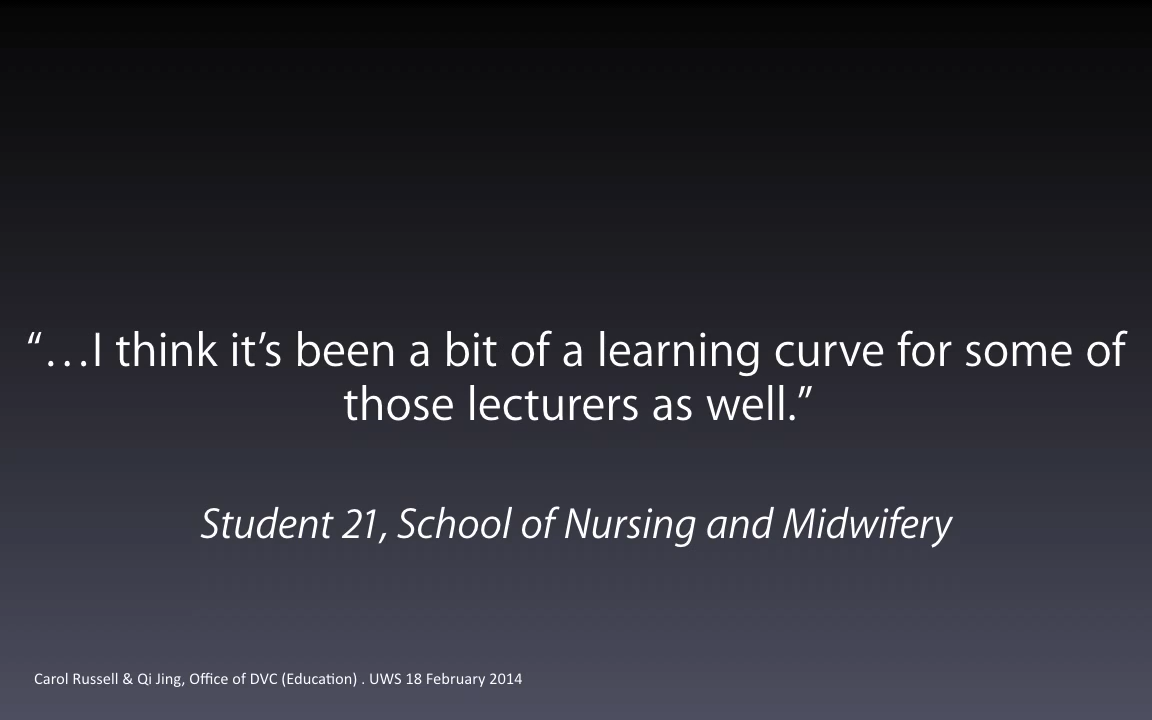 “…I think it’s been a bit of a learning curve for some of
those lecturers as well.”
Student 21, School of Nursing and Midwifery
Carol Russell & Qi Jing, Office of DVC (Education) . UWS 18 February 2014